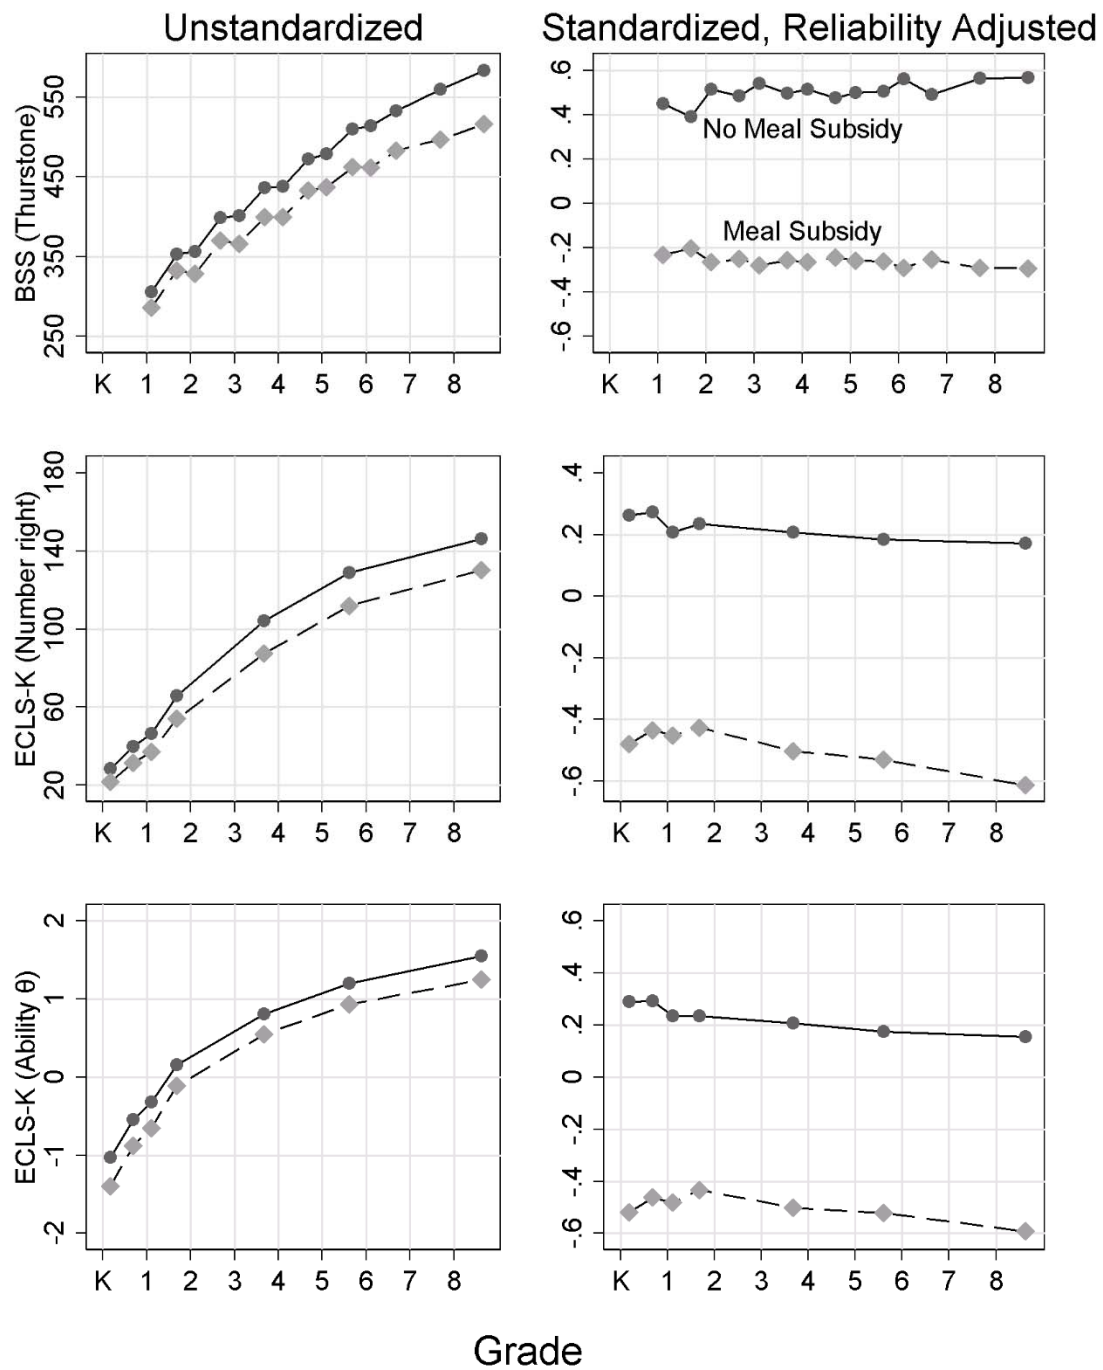 Unstandardized
Standardized, Reliability Adjusted
BSS (Thurstone)
550
450
350
250
K 1 2 3 4 5 6 7 8
.6
.4
.2
0
-.2
-.4
-.6
No Meal Subsidy
Meal Subsidy
K 1 2 3 4 5 6 7 8
ECLS-K (Number right)
180
140
100
60
20
K 1 2 3 4 5 6 7 8
.4
.2
0
-.2
-.4
-.6
K 1 2 3 4 5 6 7 8
ECLS-K (Ability θ)
2
1
0
-1
-2
K 1 2 3 4 5 6 7 8
.6
.4
.2
0
-.2
-.4
-.6
K 1 2 3 4 5 6 7 8
Grade